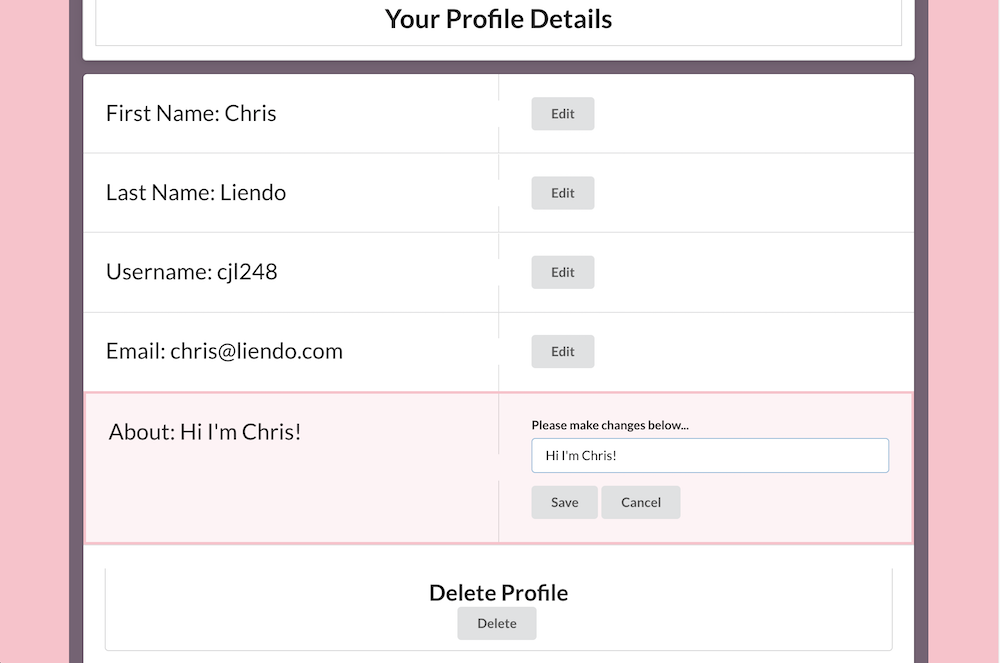 Your Profile Details
First Name: Chris
Edit
Last Name: Liendo
Edit
Username: cjl248
Edit
Email: chris@liendo.com
Edit
About: Hi I'm Chris!
Please make changes below...
Hi I'm Chris!
Save
Cancel
Delete Profile
Delete